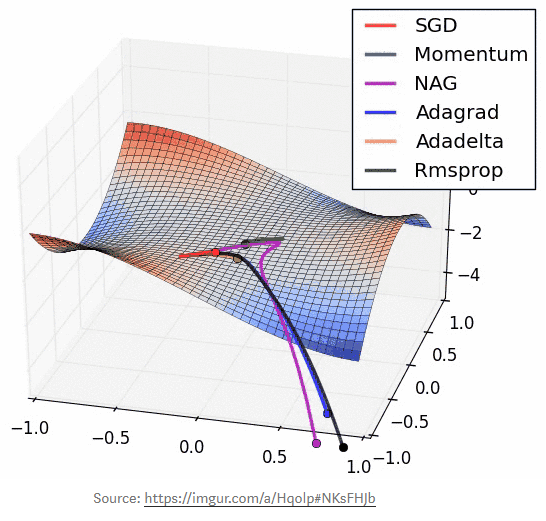 SGD
Momentum
NAG
Adagrad
Adadelta
Rmsprop
0
−2
−4
1.0
0.5
0.0
−0.5
−1.0
−1.0
−0.5
0.0
0.5
1.0
Source: https://imgur.com/a/Hqolp#NKsFHJb